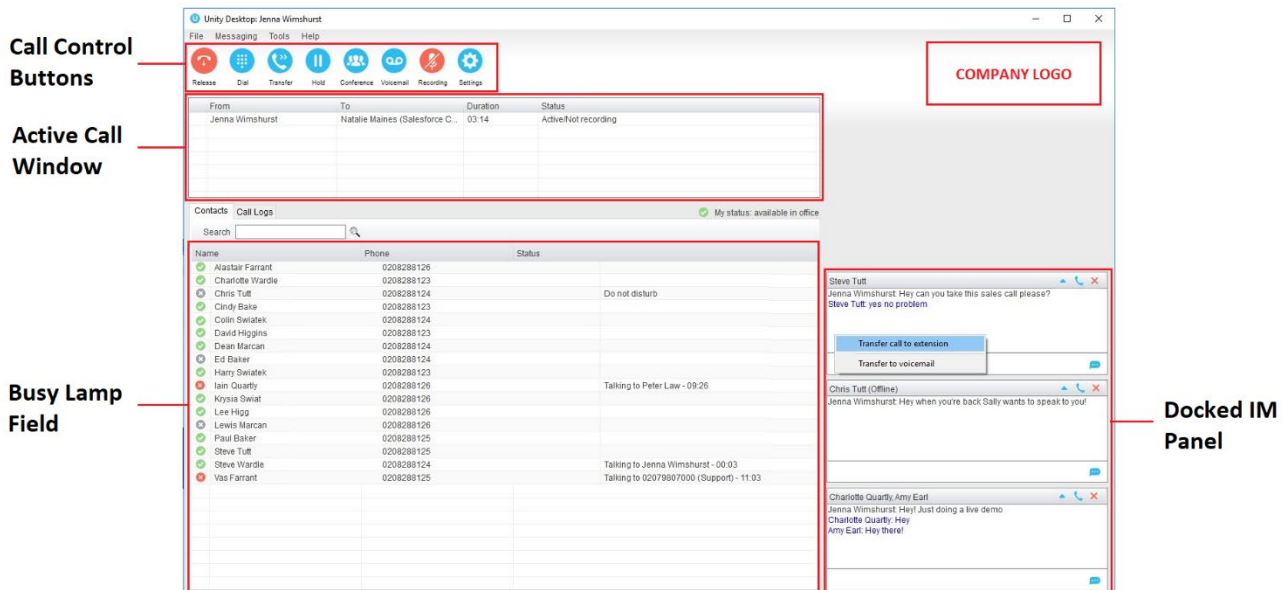 Unity Desktop: Jenna Wimshurst
File Messaging Tools Help
Call Control
Buttons
Release Dial Transfer Hold Conference Voicemail Recording Settings
COMPANY LOGO
From To Duration Status
Jenna Wimshurst Natalie Maines (Salesforce C... 03:14 Active/Not recording
Active Call
Window
Contacts Call Logs My status: available in office
Search
Name Phone Status
Alastair Farrant 0208288126
Charlotte Wardle 0208288123
Chris Tutt 0208288124 Do not disturb
Cindy Bake 0208288123
Colin Swiatek 0208288124
David Higgins 0208288123
Dean Marcan 0208288124
Ed Baker 0208288124
Harry Swiatek 0208288123
Iain Quartly 0208288126 Talking to Peter Law - 09:26
Krysia Swiat 0208288126
Lee Higg 0208288126
Lewis Marcan 0208288126
Paul Baker 0208288125
Steve Tutt 0208288125
Steve Wardle 0208288124 Talking to Jenna Wimshurst - 00:03
Vas Farrant 0208288125 Talking to 02079807000 (Support) - 11:03
Busy Lamp
Field
Steve Tutt
Jenna Wimshurst: Hey can you take this sales call please?
Steve Tutt: yes no problem
Transfer call to extension
Transfer to voicemail
Chris Tutt (Offline)
Jenna Wimshurst: Hey when you're back Sally wants to speak to you!
Charlotte Quartly, Amy Earl
Jenna Wimshurst: Hey! Just doing a live demo
Charlotte Quartly: Hey
Amy Earl: Hey there!
Docked IM
Panel